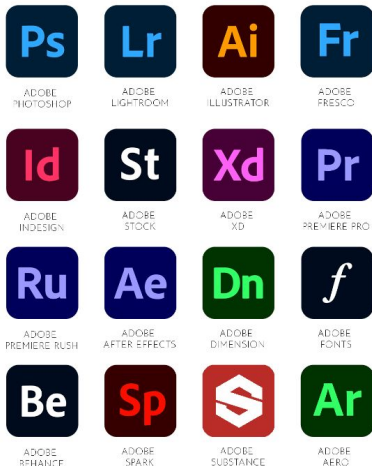 Ps Lr Ai Fr
ADOBE PHOTOSHOP
ADOBE LIGHTROOM
ADOBE ILLUSTRATOR
ADOBE FRESCO
Id St Xd Pr
ADOBE INDESIGN
ADOBE STOCK
ADOBE XD
ADOBE PREMIERE PRO
Ru Ae Dn f
ADOBE PREMIERE RUSH
ADOBE AFTER EFFECTS
ADOBE DIMENSION
ADOBE FONTS
Be Sp S Ar
ADOBE BEHANCE
ADOBE SPARK
ADOBE SUBSTANCE
ADOBE AERO